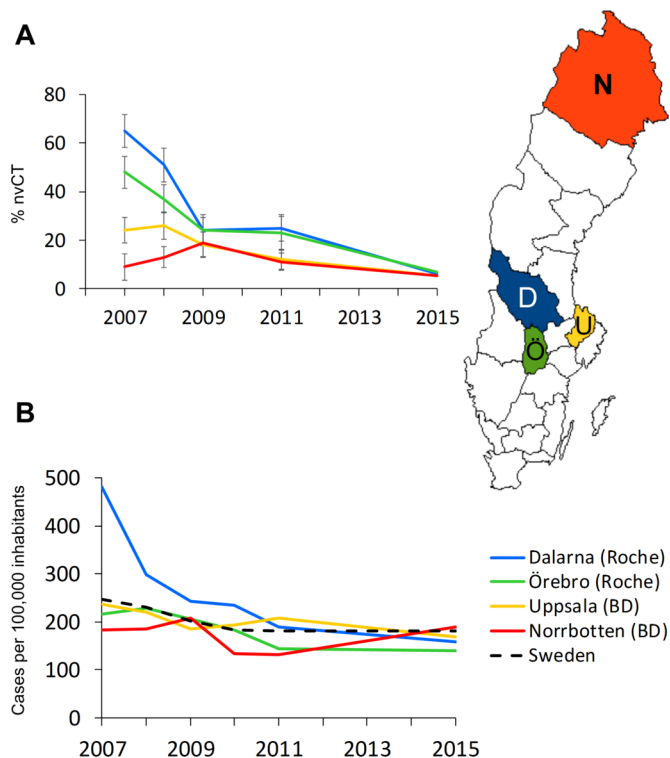 A
80
60
40
20
0
% nvCT
2007 2009 2011 2013 2015
N
D
U
Ö
B
500
400
300
200
100
0
Cases per 100,000 inhabitants
2007 2009 2011 2013 2015
Dalarna (Roche)
Örebro (Roche)
Uppsala (BD)
Norrbotten (BD)
Sweden